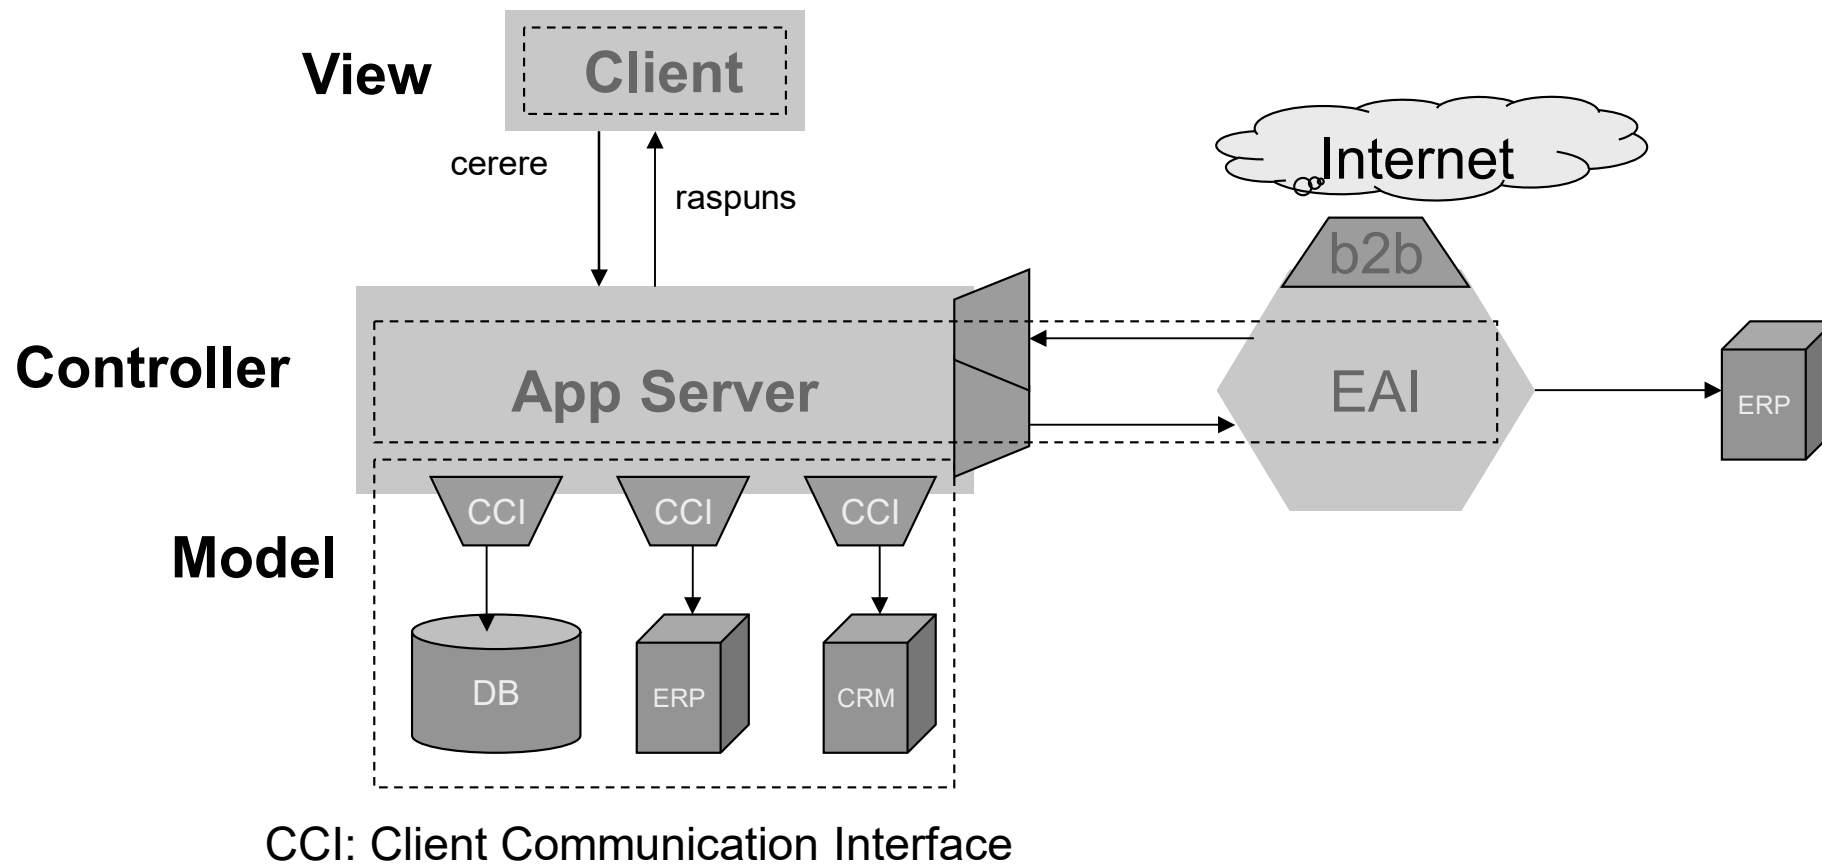 View
Client
cerere
raspuns
Internet
b2b
Controller
App Server
EAI
ERP
CCI
CCI
CCI
Model
DB
ERP
CRM
CCI: Client Communication Interface